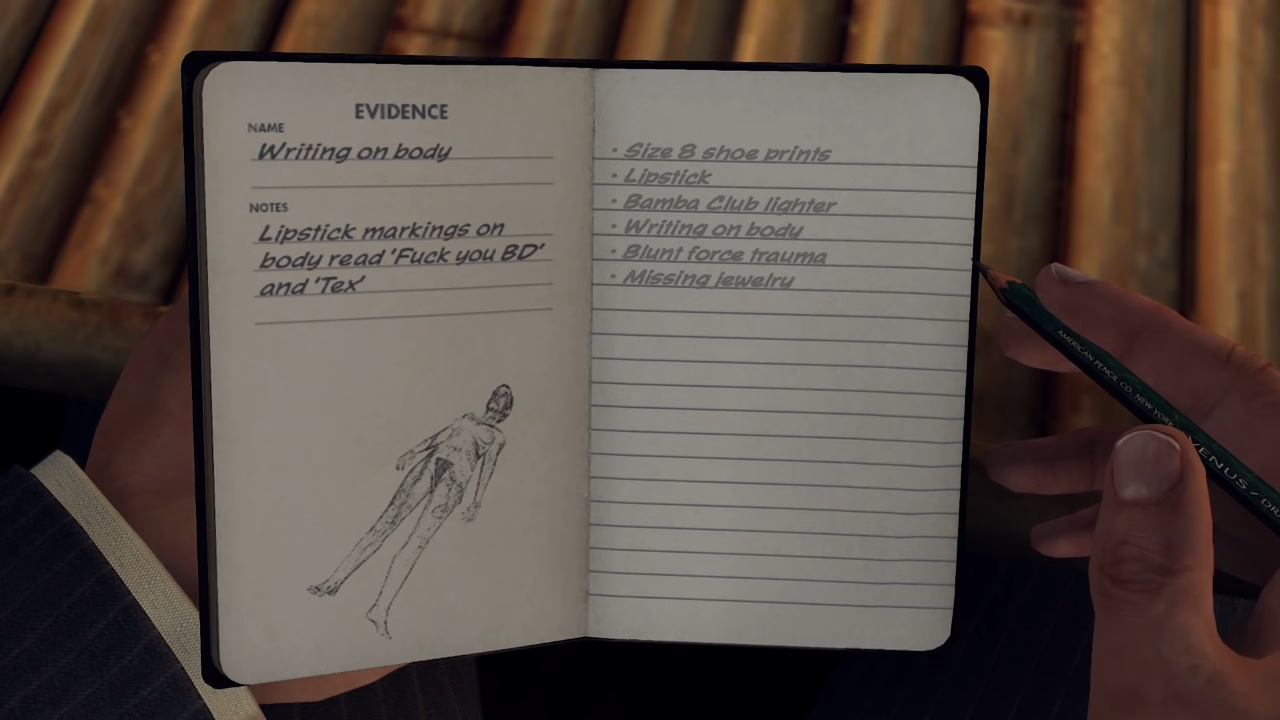 EVIDENCE
NAME
Writing on body
NOTES
Lipstick markings on
body read 'Fuck you BD'
and 'Tex'
• Size 8 shoe prints
• Lipstick
• Bamba Club lighter
• Writing on body
• Blunt force trauma
• Missing jewelry
AMERICAN PENCIL CO. NEW YORK VENUS / DR